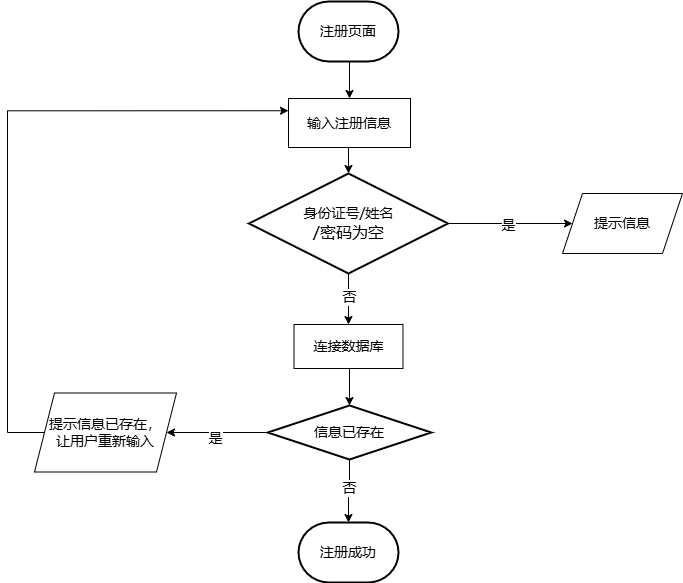 注册页面
输入注册信息
身份证号/姓名
/密码为空
是
提示信息
否
连接数据库
信息已存在
是
提示信息已存在，
让用户重新输入
否
注册成功